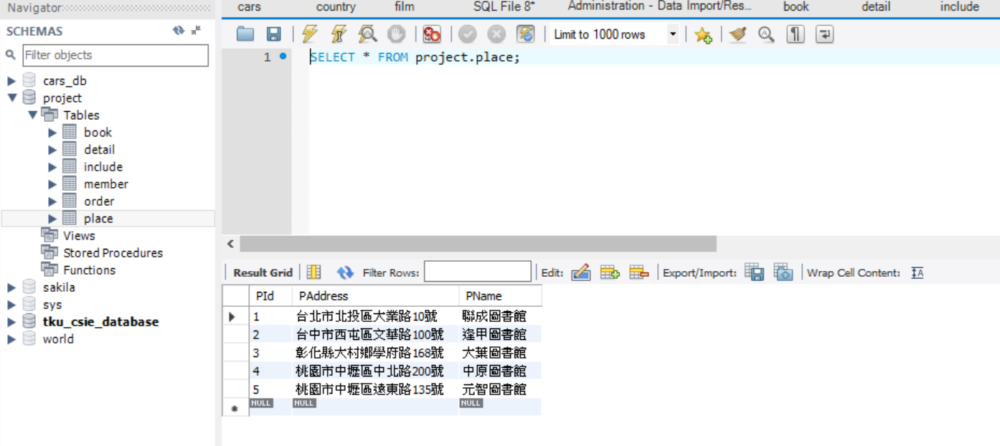 Navigator
SCHEMAS
Filter objects
cars_db
project
Tables
book
detail
include
member
order
place
Views
Stored Procedures
Functions
sakila
sys
tku_csie_database
world
cars country film SQL File 8* Administration - Data Import/Res... book detail include
Limit to 1000 rows
1 SELECT * FROM project.place;
Result Grid Filter Rows: Edit: Export/Import: Wrap Cell Content: IA
PId PAddress PName
1 台北市北投區大業路10號 聯成圖書館
2 台中市西屯區文華路100號 逢甲圖書館
3 彰化縣大村鄉學府路168號 大葉圖書館
4 桃園市中壢區中北路200號 中原圖書館
5 桃園市中壢區遠東路135號 元智圖書館
NULL NULL NULL